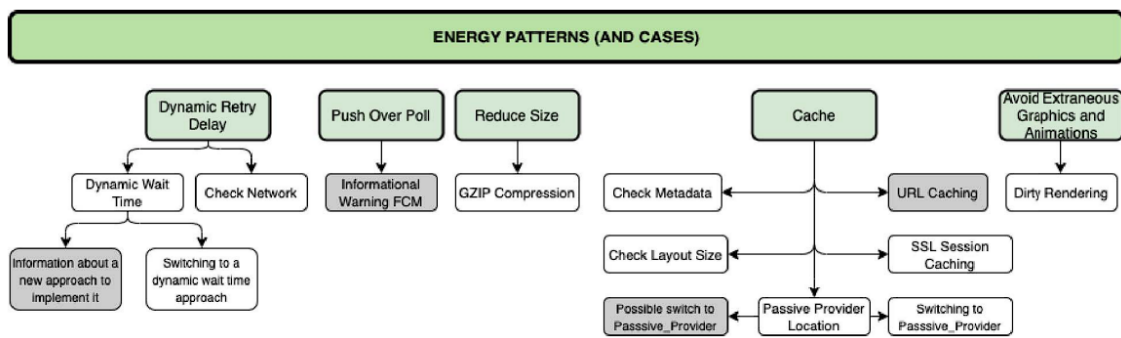 ENERGY PATTERNS (AND CASES)
Dynamic Retry
Delay
Push Over Poll
Reduce Size
Cache
Avoid Extraneous
Graphics and
Animations
Dynamic Wait
Time
Check Network
Informational
Warning FCM
GZIP Compression
Check Metadata
URL Caching
Dirty Rendering
Information about a
new approach to
implement it
Switching to a
dynamic wait time
approach
Check Layout Size
SSL Session
Caching
Possible switch to
Passsive_Provider
Passive Provider
Location
Switching to
Passsive_Provider